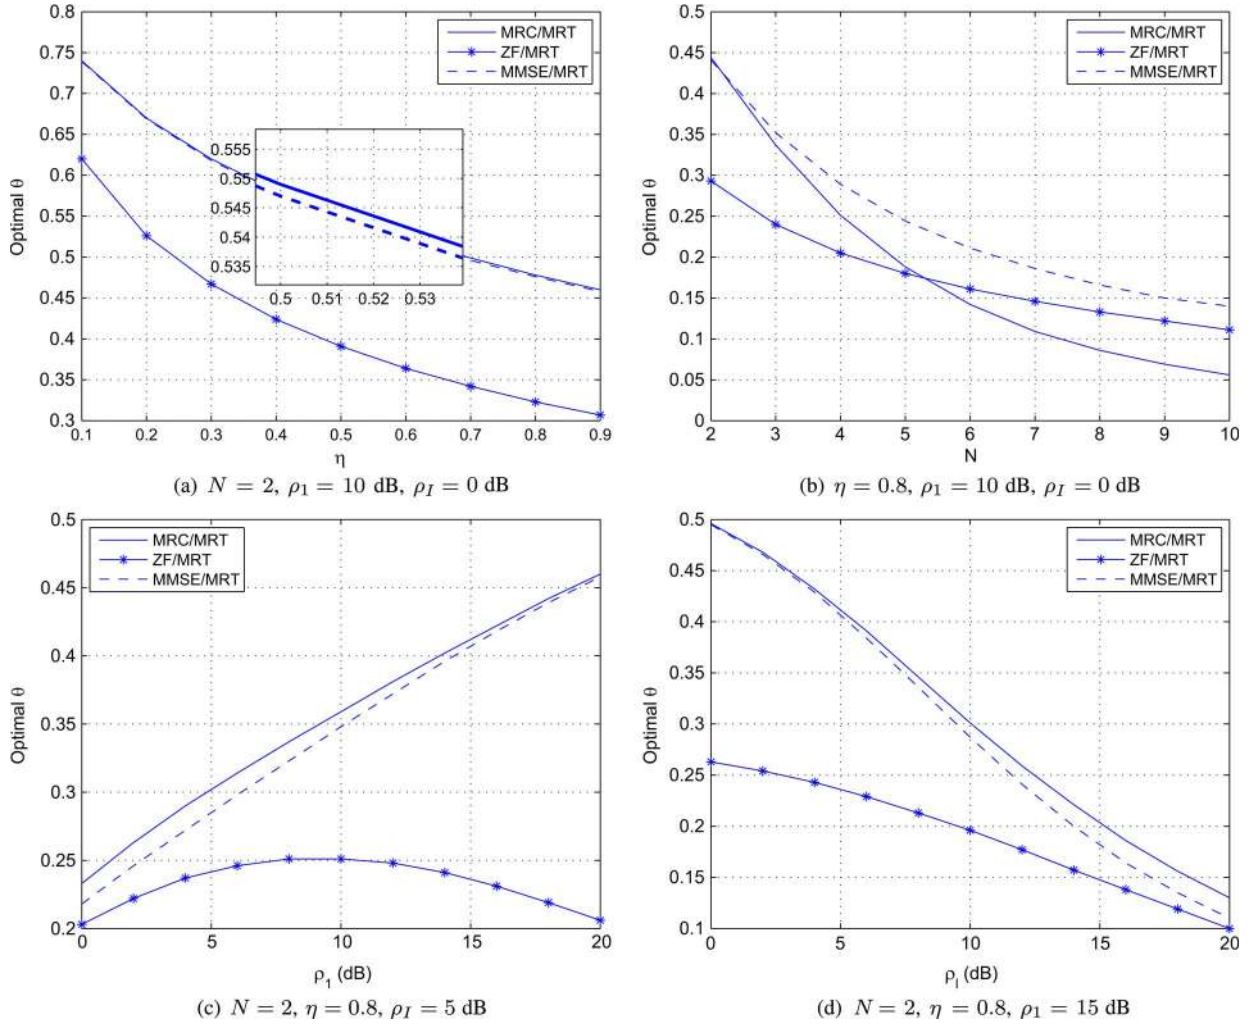 0.8
0.75
0.7
0.65
0.6
0.55
0.5
0.45
0.4
0.35
0.3
Optimal θ
MRC/MRT
ZF/MRT
MMSE/MRT
0.555
0.55
0.545
0.54
0.535
0.5 0.51 0.52 0.53
0.1 0.2 0.3 0.4 0.5 0.6 0.7 0.8 0.9
η
(a) N = 2, ρ1 = 10 dB, ρI = 0 dB
0.5
0.45
0.4
0.35
0.3
0.25
0.2
0.15
0.1
0.05
0
Optimal θ
MRC/MRT
ZF/MRT
MMSE/MRT
2 3 4 5 6 7 8 9 10
N
(b) η = 0.8, ρ1 = 10 dB, ρI = 0 dB
0.5
0.45
0.4
0.35
0.3
0.25
0.2
Optimal θ
MRC/MRT
ZF/MRT
MMSE/MRT
0 5 10 15 20
ρ1 (dB)
(c) N = 2, η = 0.8, ρI = 5 dB
0.5
0.45
0.4
0.35
0.3
0.25
0.2
0.15
0.1
Optimal θ
MRC/MRT
ZF/MRT
MMSE/MRT
0 5 10 15 20
ρI (dB)
(d) N = 2, η = 0.8, ρ1 = 15 dB